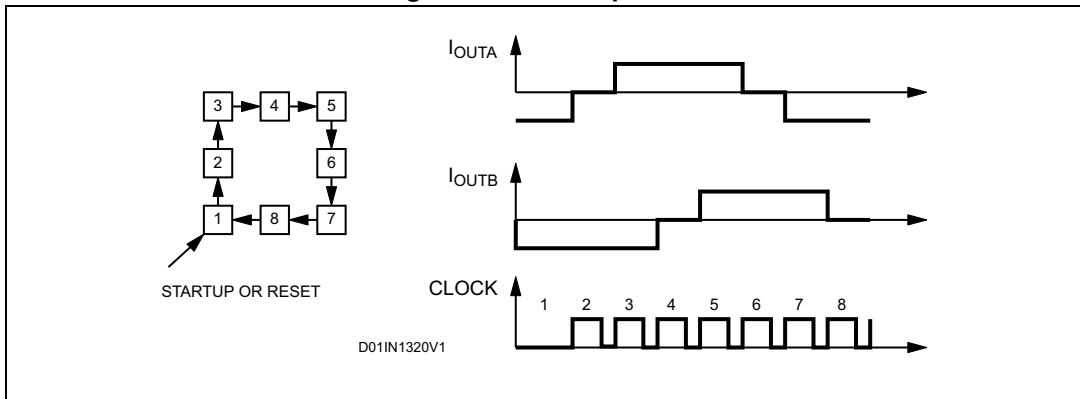 IOUTA
3 4 5
2 6
1 8 7
STARTUP OR RESET
IOUTB
CLOCK
1 2 3 4 5 6 7 8
D01IN1320V1